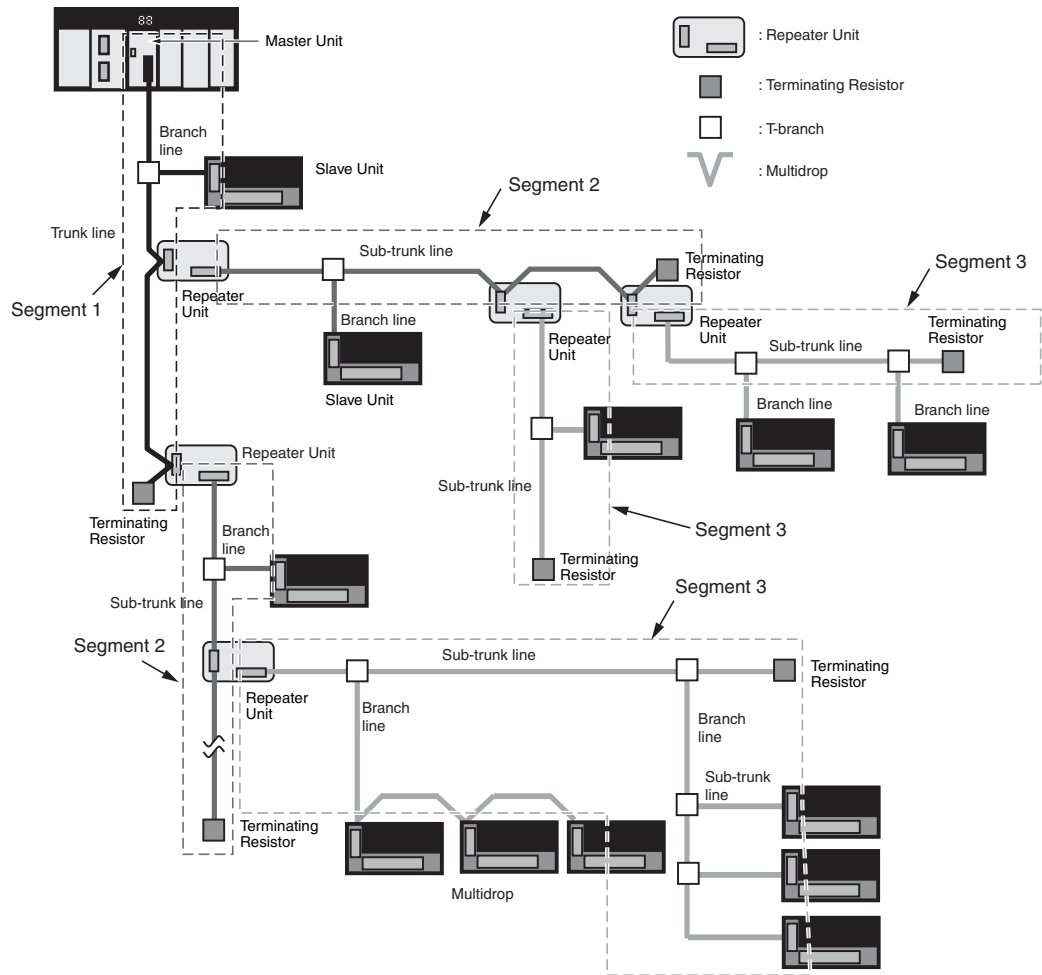 88
Master Unit
: Repeater Unit
: Terminating Resistor
: T-branch
: Multidrop
Branch
line
Slave Unit
Segment 2
Trunk line
Sub-trunk line
Terminating
Resistor
Segment 3
Segment 1
Repeater
Unit
Branch line
Repeater
Unit
Repeater
Unit
Terminating
Resistor
Sub-trunk line
Slave Unit
Branch line
Branch line
Repeater Unit
Sub-trunk line
Terminating
Resistor
Segment 3
Branch
line
Terminating
Resistor
Sub-trunk line
Segment 3
Segment 2
Sub-trunk line
Terminating
Resistor
Repeater
Unit
Branch
line
Branch
line
Sub-trunk
line
Terminating
Resistor
Multidrop